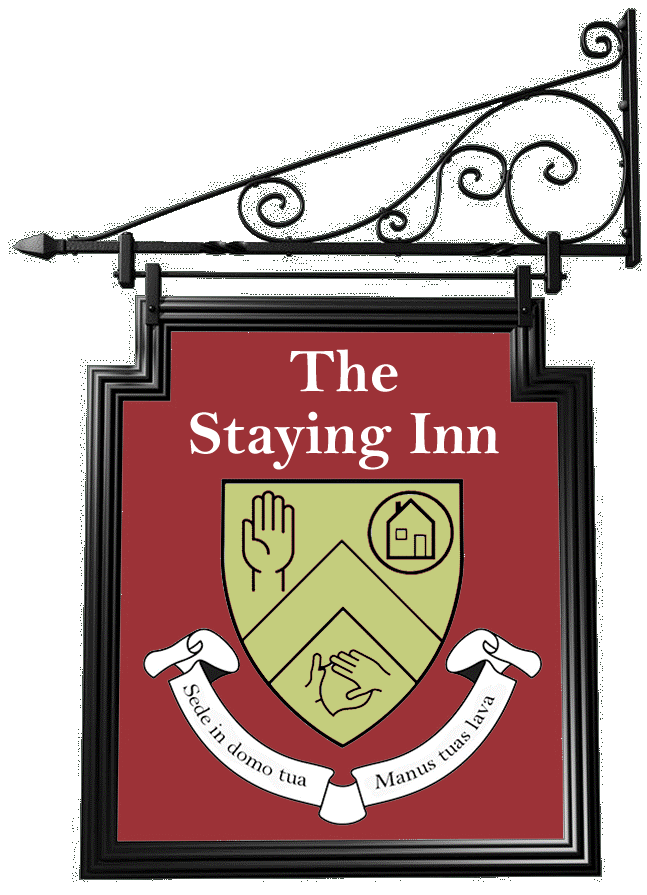 The
Staying Inn
Sede in domo tua
Manus tuas lava